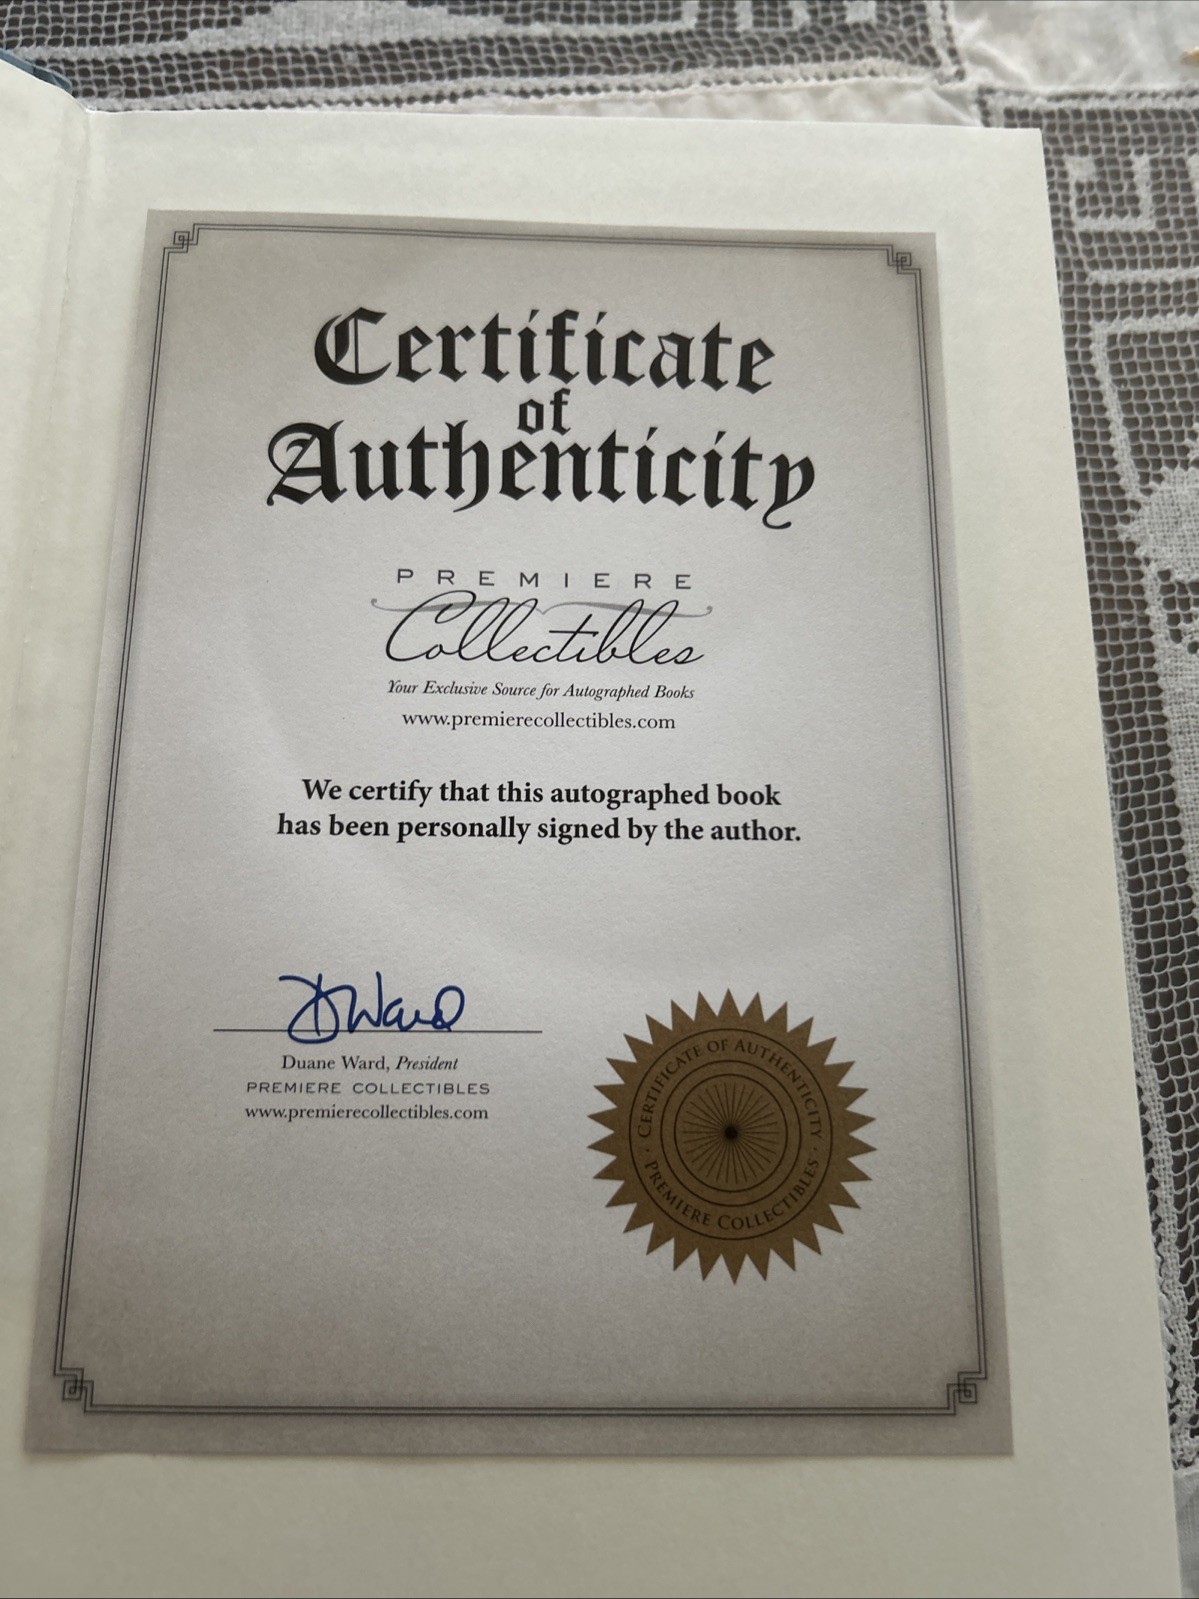 Certificate
of
Authenticity
PREMIERE
Collectibles
Your Exclusive Source for Autographed Books
www.premierecollectibles.com
We certify that this autographed book
has been personally signed by the author.
DWard
Duane Ward, President
PREMIERE COLLECTIBLES
www.premierecollectibles.com
CERTIFICATE OF AUTHENTICITY
· PREMIERE COLLECTIBLES ·